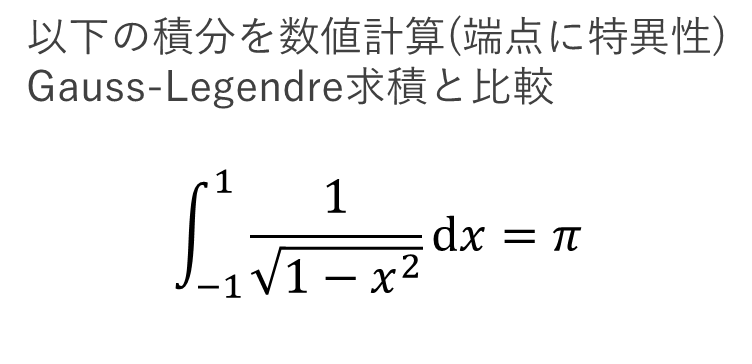 以下の積分を数値計算(端点に特異性)
Gauss-Legendre求積と比較
∫_{-1}^{1} 1/√(1 − x²) dx = π